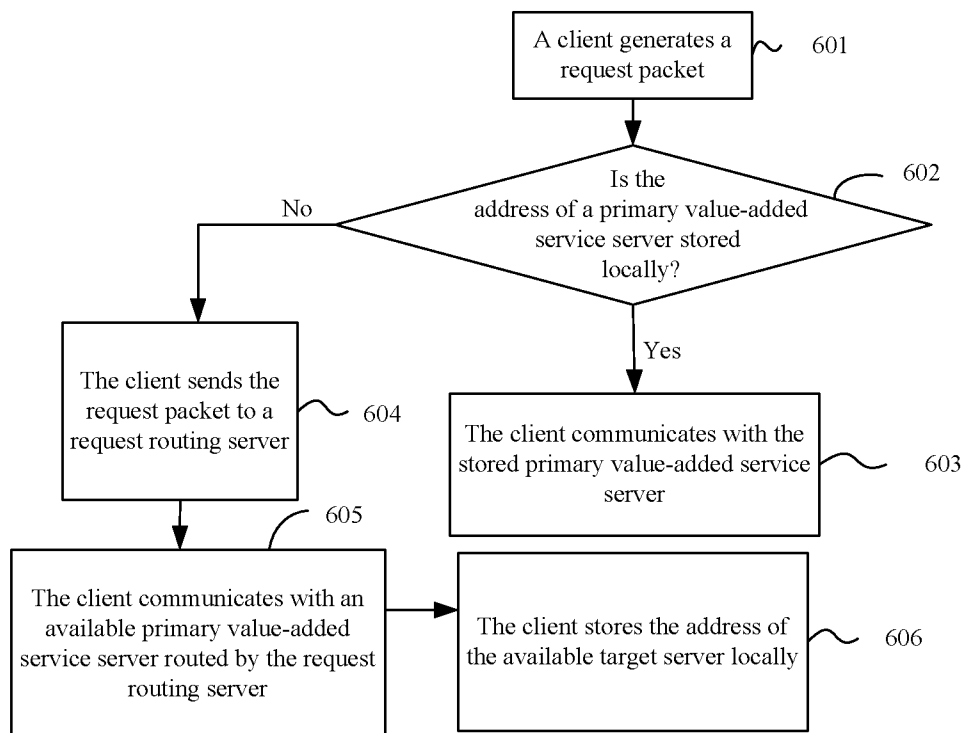 A client generates a
request packet
601
Is the
address of a primary value-added
service server stored
locally?
602
No
Yes
The client sends the
request packet to a
request routing server
604
The client communicates with the
stored primary value-added service
server
603
605
The client communicates with an
available primary value-added
service server routed by the request
routing server
The client stores the address of
the available target server locally
606